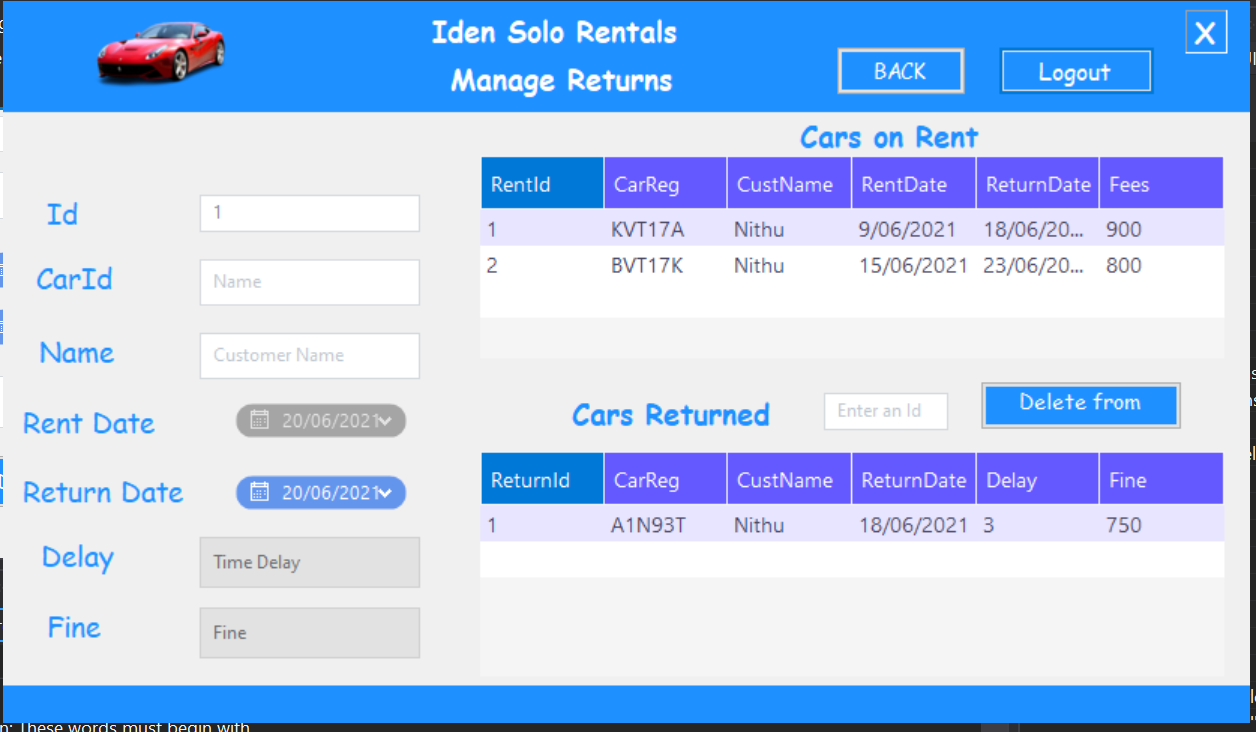 Iden Solo Rentals
Manage Returns
BACK
Logout
X
Id
1
CarId
Name
Name
Customer Name
Rent Date
20/06/2021
Return Date
20/06/2021
Delay
Time Delay
Fine
Fine
Cars on Rent
RentId CarReg CustName RentDate ReturnDate Fees
1 KVT17A Nithu 9/06/2021 18/06/20... 900
2 BVT17K Nithu 15/06/2021 23/06/20... 800
Cars Returned
Enter an Id
Delete from
ReturnId CarReg CustName ReturnDate Delay Fine
1 A1N93T Nithu 18/06/2021 3 750
These words must begin with